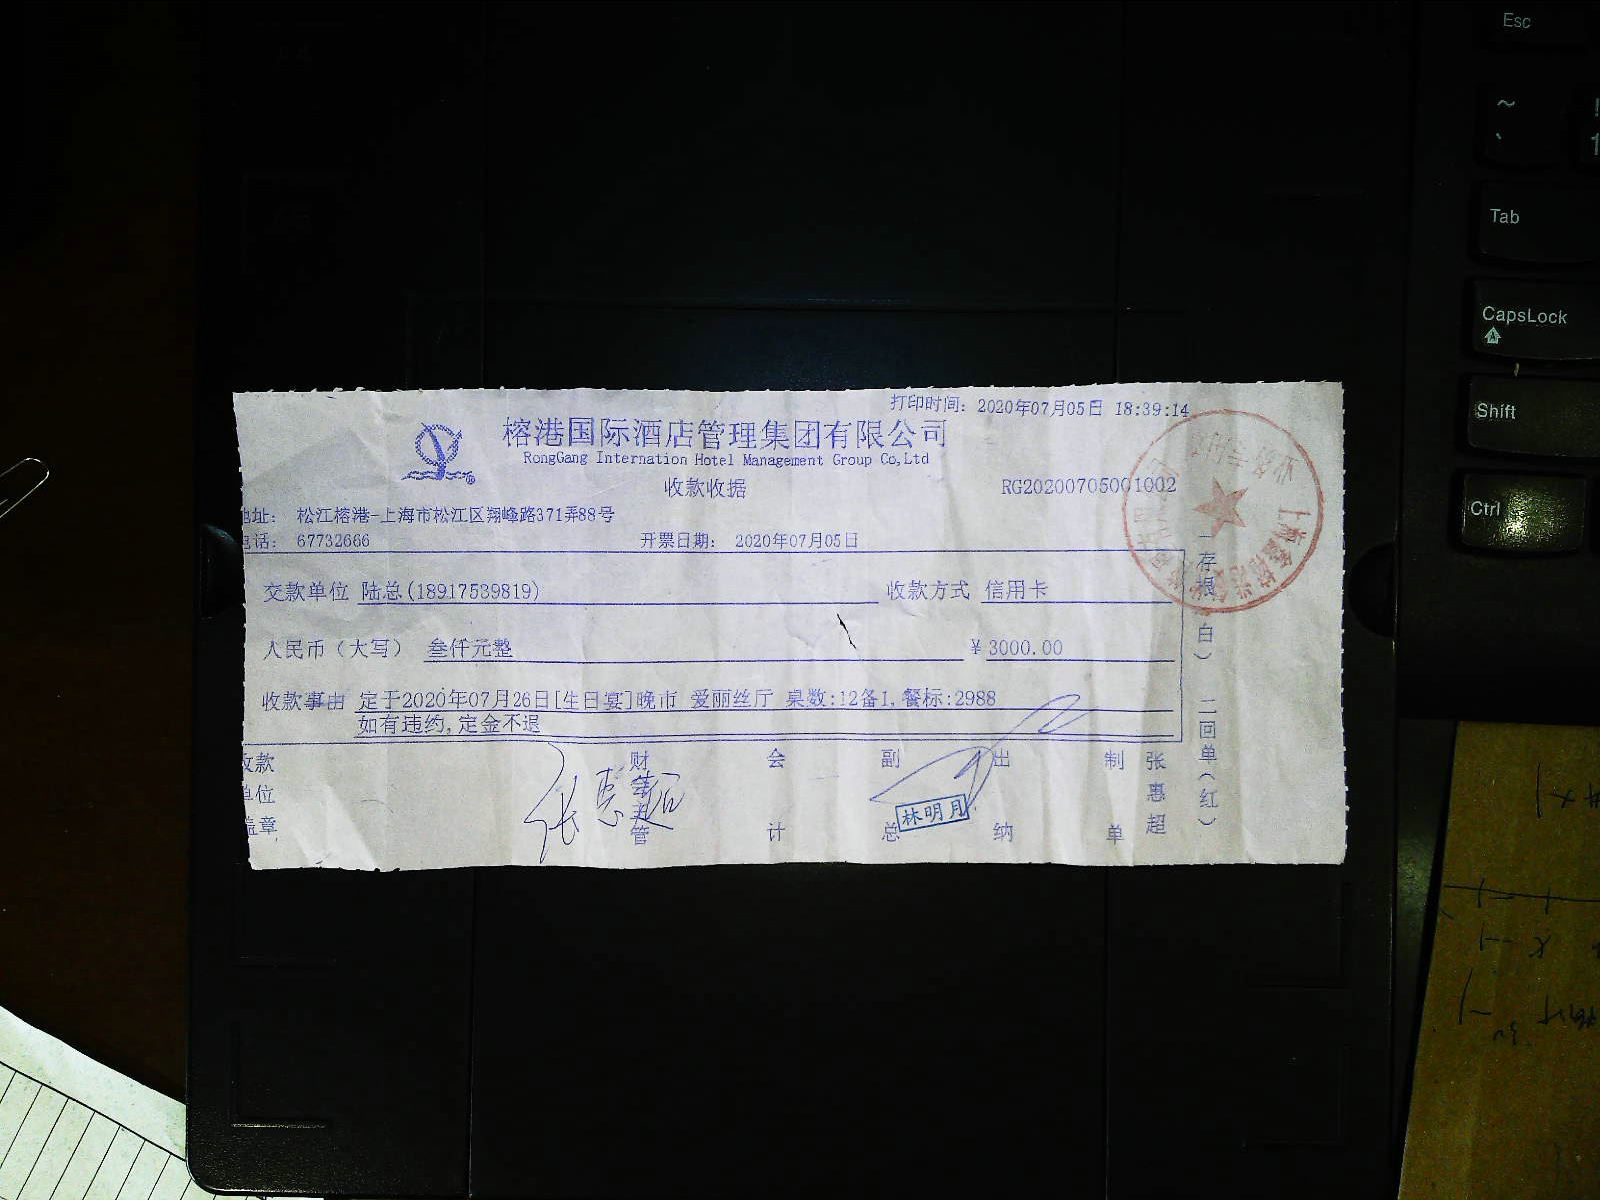 打印时间：2020年07月05日 18:39:14
榕港国际酒店管理集团有限公司
RongGang Internation Hotel Management Group Co,Ltd
收款收据
RG20200705001002
地址： 松江榕港-上海市松江区翔峰路371弄88号
电话： 67732666
开票日期： 2020年07月05日
交款单位 陆总(18917539819)
收款方式 信用卡
人民币（大写） 叁仟元整
￥3000.00
收款事由 定于2020年07月26日[生日宴]晚市 爱丽丝厅 桌数:12备1,餐标:2988
如有违约,定金不退
收款单位盖章
财务主管
张惠超
会计
副总
林明月
出纳
制单
张惠超
一存根（白） 二回单（红）
Esc
~
`
!
1
Tab
CapsLock
Shift
Ctrl